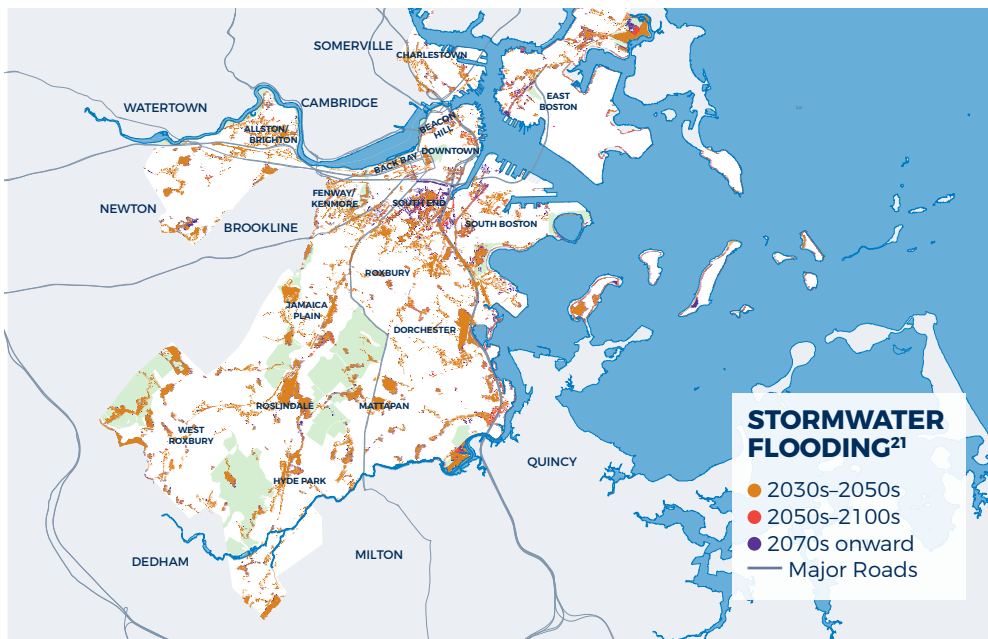 SOMERVILLE
CHARLESTOWN
EAST
BOSTON
WATERTOWN
CAMBRIDGE
ALLSTON/
BRIGHTON
BEACON
HILL
DOWNTOWN
BACK BAY
FENWAY/
KENMORE
SOUTH END
SOUTH BOSTON
NEWTON
BROOKLINE
ROXBURY
JAMAICA
PLAIN
DORCHESTER
ROSLINDALE
MATTAPAN
WEST
ROXBURY
QUINCY
HYDE PARK
DEDHAM
MILTON
STORMWATER
FLOODING²¹
2030s–2050s
2050s–2100s
2070s onward
Major Roads